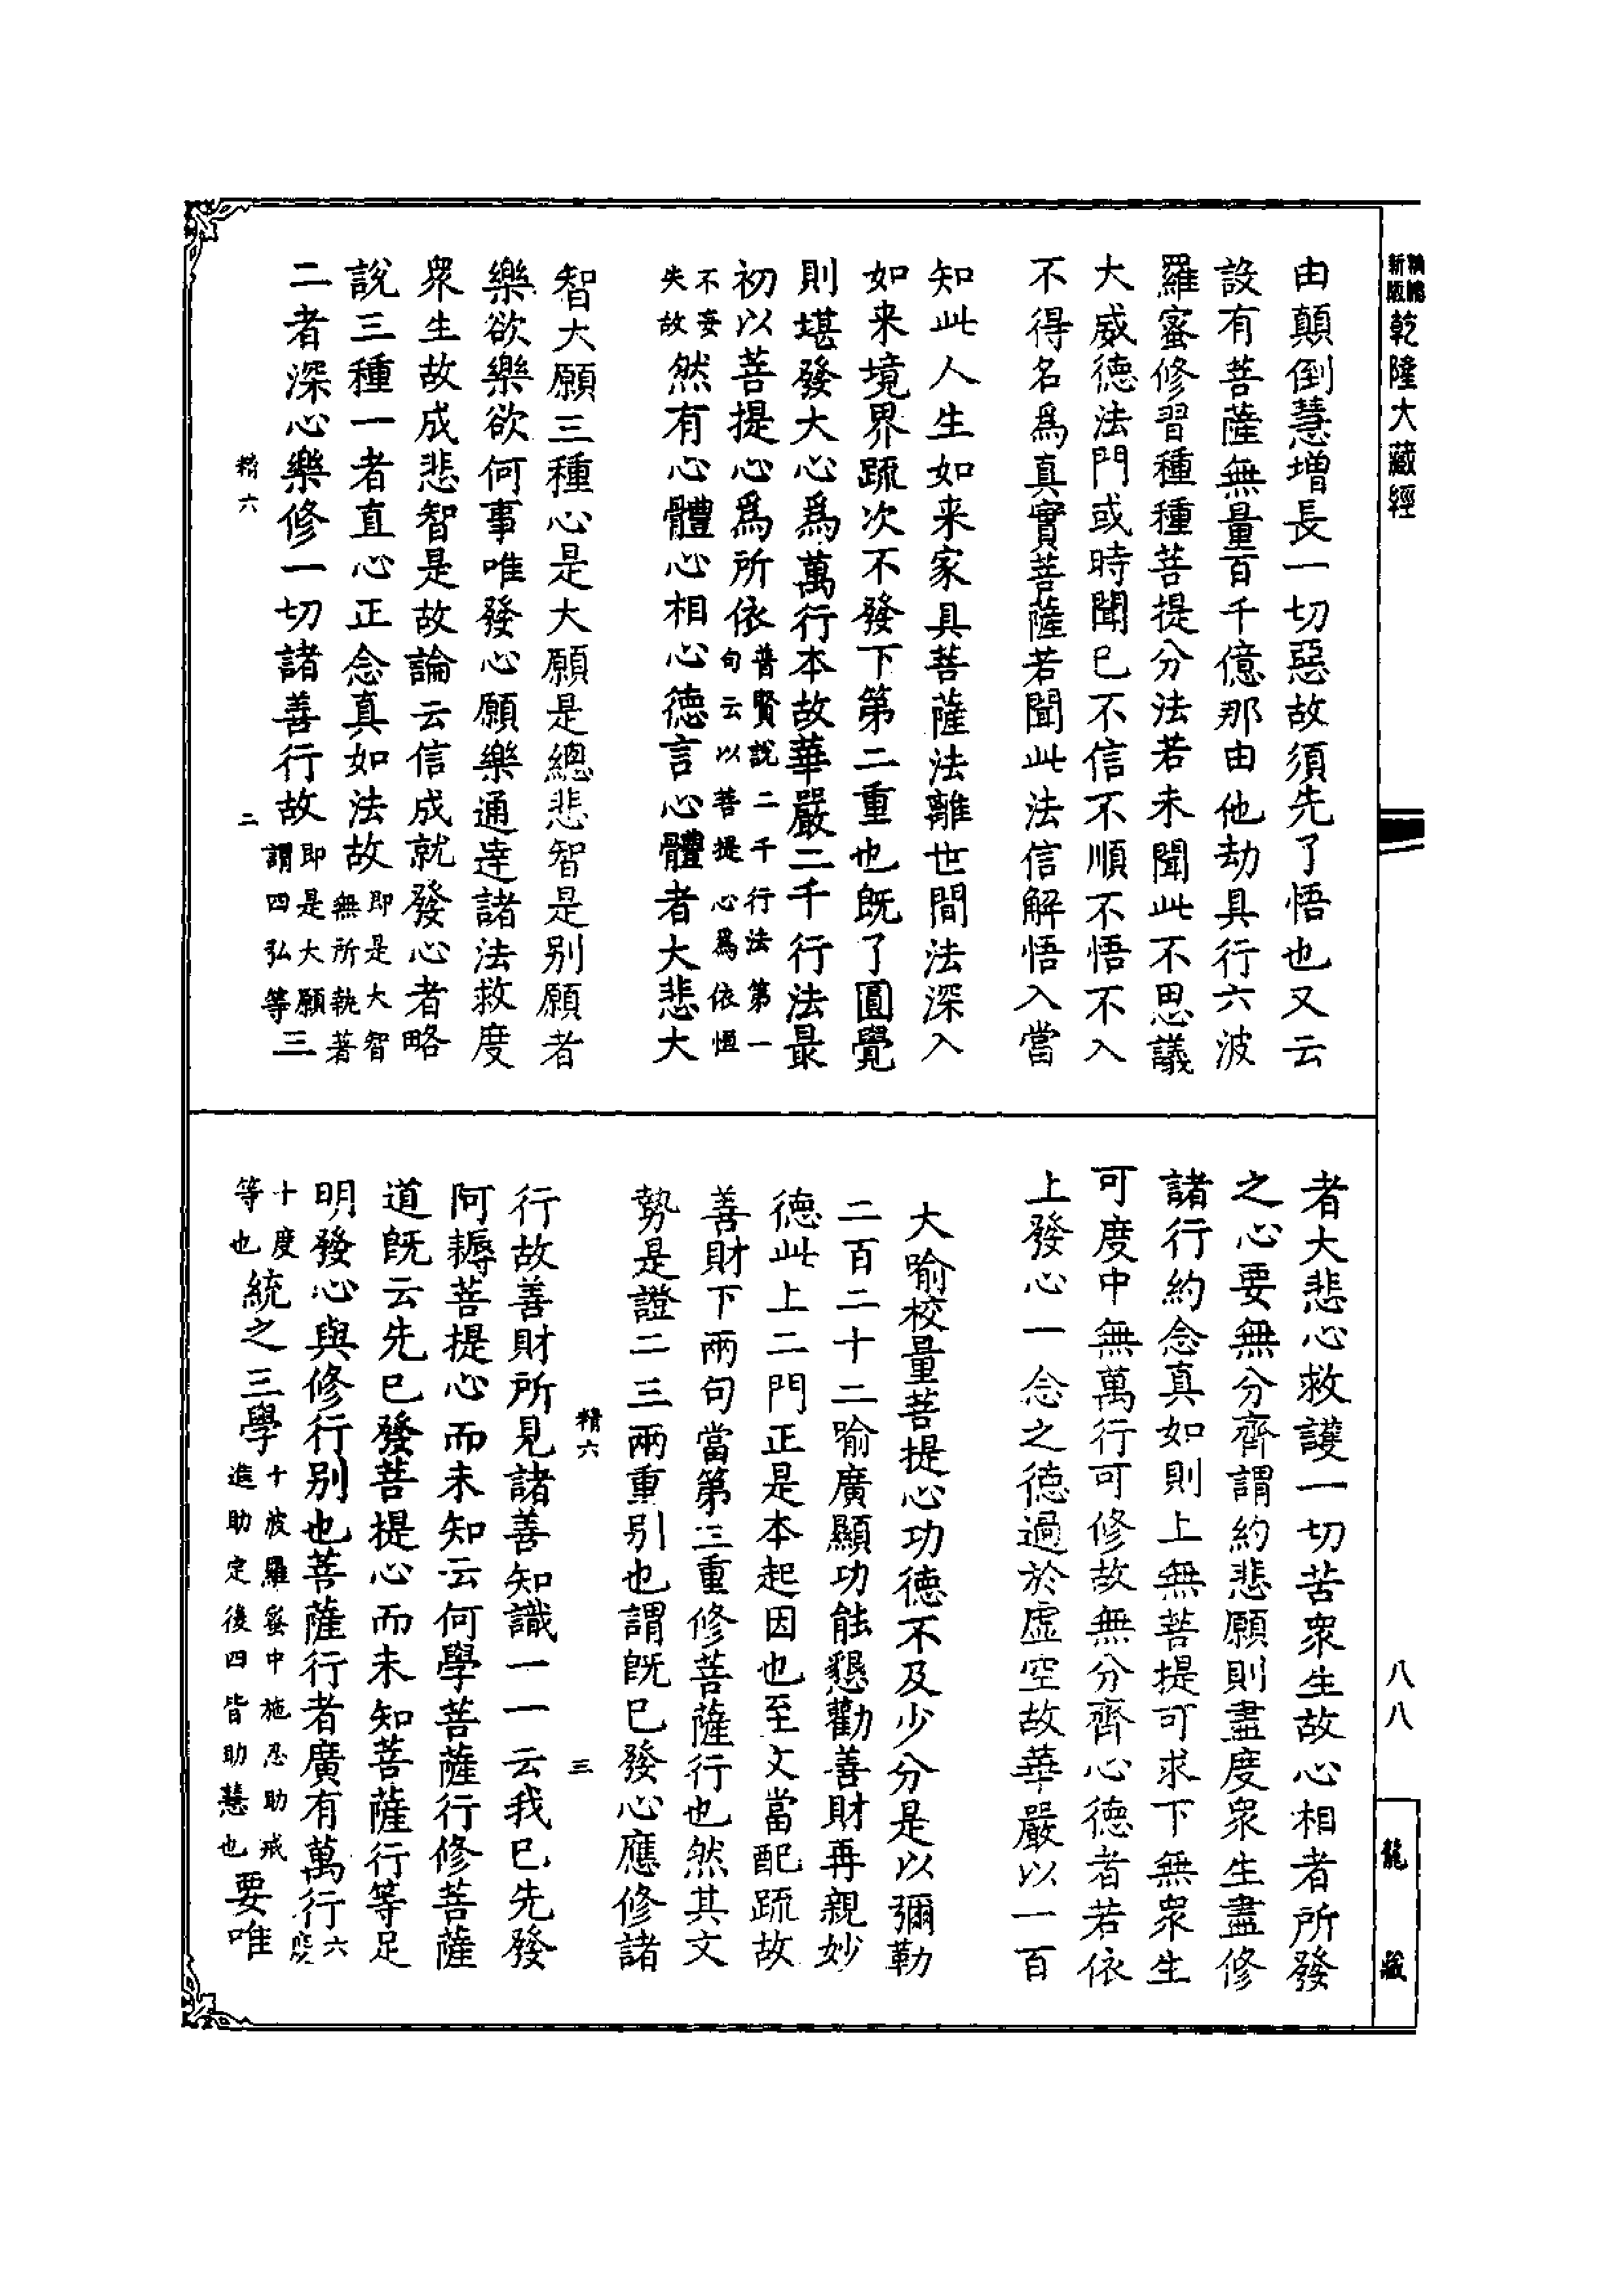 精縮
新版
乾隆大藏經
由顛倒慧增長一切惡故須先了悟也又云
設有菩薩無量百千億那由他劫具行六波
羅蜜修習種種菩提分法若未聞此不思議
大威德法門或時聞已不信不順不悟不入
不得名爲真實菩薩若聞此法信解悟入當
知此人生如来家具菩薩法離世間法深入
如来境界疏次不發下第二重也旣了圓覺
則堪發大心爲萬行本故華嚴二千行法最
初以菩提心爲所依普賢說二千行法第一句云以菩提心爲依恒
不妄失故然有心體心相心德言心體者大悲大
智大願三種心是大願是總悲智是别願者
樂欲樂欲何事唯發心願樂通達諸法救度
衆生故成悲智是故論云信成就發心者略
說三種一者直心正念真如法故即是大智無所執著
二者深心樂修一切諸善行故即是大願謂四弘等三
精六
二
者大悲心救護一切苦衆生故心相者所發
之心要無分齊謂約悲願則盡度衆生盡修
諸行約念真如則上無菩提可求下無衆生
可度中無萬行可修故無分齊心德者若依
上發心一念之德過於虛空故華嚴以一百
大喻校量菩提心功德不及少分是以彌勒
二百二十二喻廣顯功能懇勸善財再親妙
德此上二門正是本起因也至文當配疏故
善財下兩句當第三重修菩薩行也然其文
勢是證二三兩重别也謂旣已發心應修諸
精六
三
行故善財所見諸善知識一一云我已先發
阿耨菩提心而未知云何學菩薩行修菩薩
道旣云先已發菩提心而未知菩薩行等足
明發心與修行别也菩薩行者廣有萬行六度
十度等也統之三學十波羅蜜中施忍助戒進助定後四皆助慧也要唯
八八
龍藏